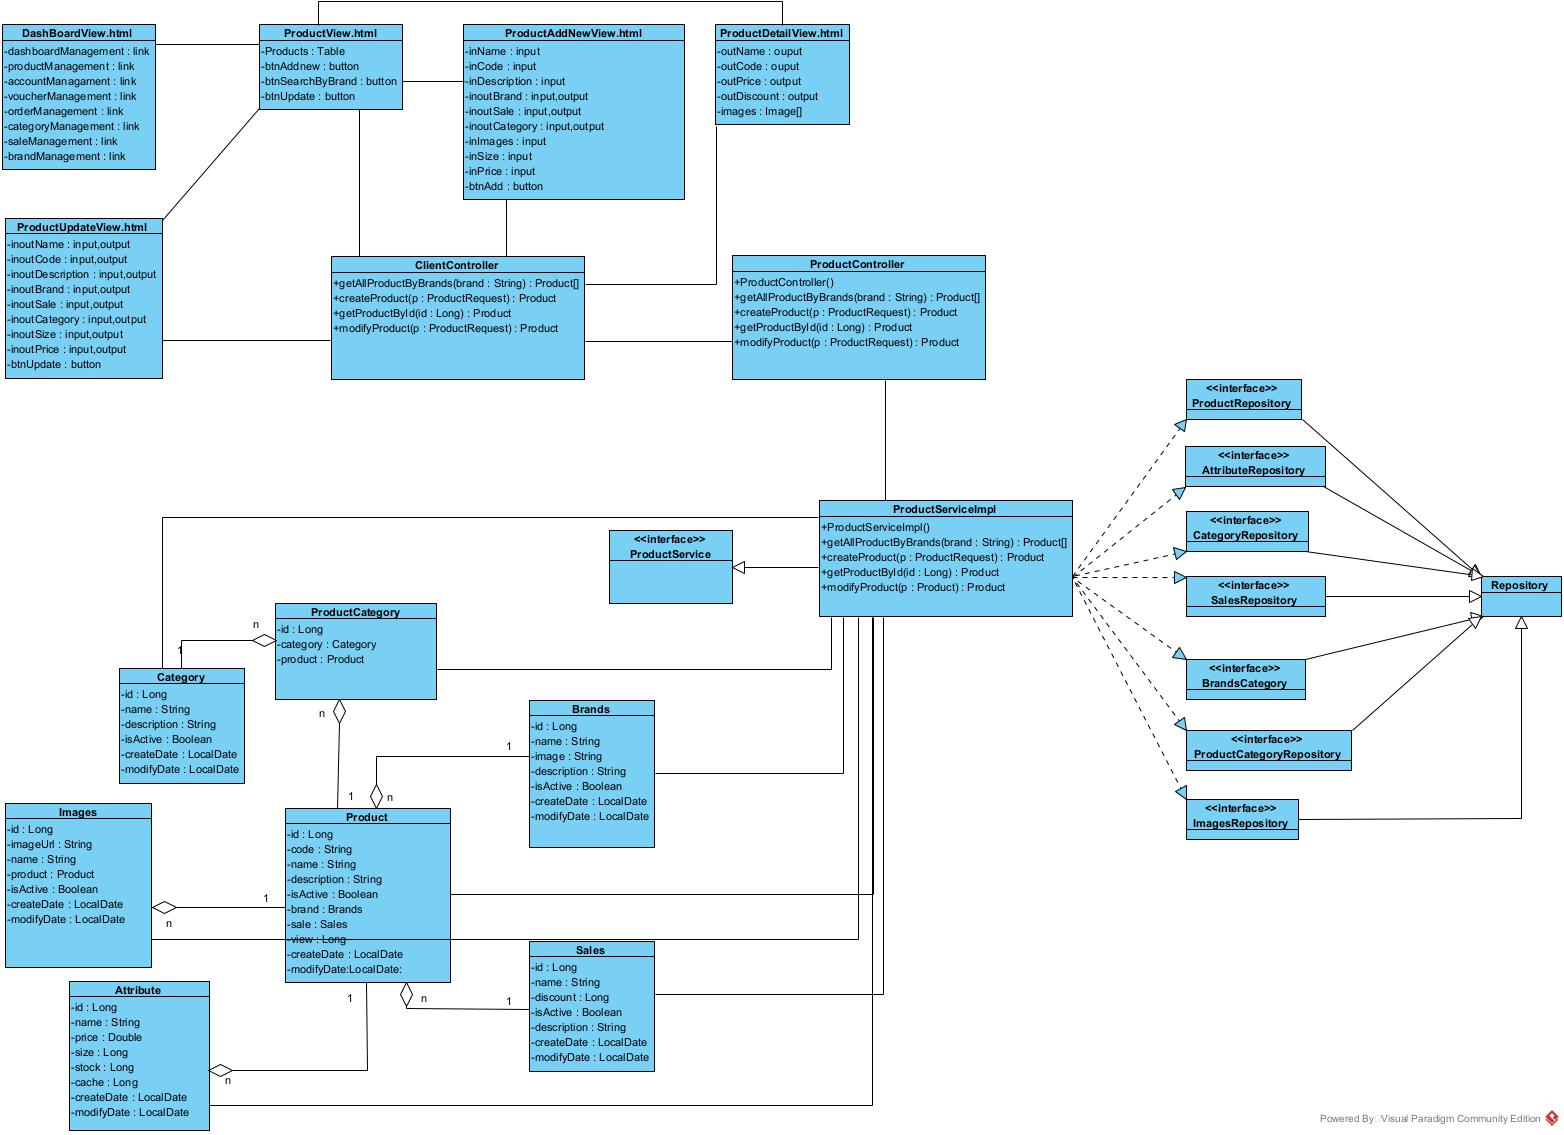 DashBoardView.html
-dashboardManagement : link
-productManagement : link
-accountManagament : link
-voucherManagement : link
-orderManagement : link
-categoryManagement : link
-saleManagement : link
-brandManagement : link
ProductView.html
-Products : Table
-btnAddnew : button
-btnSearchByBrand : button
-btnUpdate : button
ProductAddNewView.html
-inName : input
-inCode : input
-inDescription : input
-inoutBrand : input,output
-inoutSale : input,output
-inoutCategory : input,output
-inImages : input
-inSize : input
-inPrice : input
-btnAdd : button
ProductDetailView.html
-outName : ouput
-outCode : ouput
-outPrice : output
-outDiscount : output
-images : Image[]
ProductUpdateView.html
-inoutName : input,output
-inoutCode : input,output
-inoutDescription : input,output
-inoutBrand : input,output
-inoutSale : input,output
-inoutCategory : input,output
-inoutSize : input,output
-inoutPrice : input,output
-btnUpdate : button
ClientController
+getAllProductByBrands(brand : String) : Product[]
+createProduct(p : ProductRequest) : Product
+getProductById(id : Long) : Product
+modifyProduct(p : ProductRequest) : Product
ProductController
+ProductController()
+getAllProductByBrands(brand : String) : Product[]
+createProduct(p : ProductRequest) : Product
+getProductById(id : Long) : Product
+modifyProduct(p : ProductRequest) : Product
<<interface>>
ProductRepository
<<interface>>
AttributeRepository
<<interface>>
CategoryRepository
<<interface>>
SalesRepository
<<interface>>
BrandsCategory
<<interface>>
ProductCategoryRepository
<<interface>>
ImagesRepository
Repository
ProductServiceImpl
+ProductServiceImpl()
+getAllProductByBrands(brand : String) : Product[]
+createProduct(p : ProductRequest) : Product
+getProductById(id : Long) : Product
+modifyProduct(p : Product) : Product
<<interface>>
ProductService
ProductCategory
-id : Long
-category : Category
-product : Product
n
1
Category
-id : Long
-name : String
-description : String
-isActive : Boolean
-createDate : LocalDate
-modifyDate : LocalDate
n
1
Brands
-id : Long
-name : String
-image : String
-description : String
-isActive : Boolean
-createDate : LocalDate
-modifyDate : LocalDate
1
n
Images
-id : Long
-imageUrl : String
-name : String
-product : Product
-isActive : Boolean
-createDate : LocalDate
-modifyDate : LocalDate
1
n
Product
-id : Long
-code : String
-name : String
-description : String
-isActive : Boolean
-brand : Brands
-sale : Sales
-view : Long
-createDate : LocalDate
-modifyDate:LocalDate:
1
n
1
Sales
-id : Long
-name : String
-discount : Long
-isActive : Boolean
-description : String
-createDate : LocalDate
-modifyDate : LocalDate
Attribute
-id : Long
-name : String
-price : Double
-size : Long
-stock : Long
-cache : Long
-createDate : LocalDate
-modifyDate : LocalDate
n
Powered By Visual Paradigm Community Edition